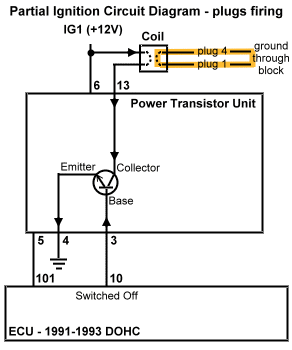 Partial Ignition Circuit Diagram - plugs firing
IG1 (+12V)
Coil
plug 4
plug 1
ground
through
block
6
13
Power Transistor Unit
Emitter
Collector
Base
5
4
3
101
10
Switched Off
ECU - 1991-1993 DOHC